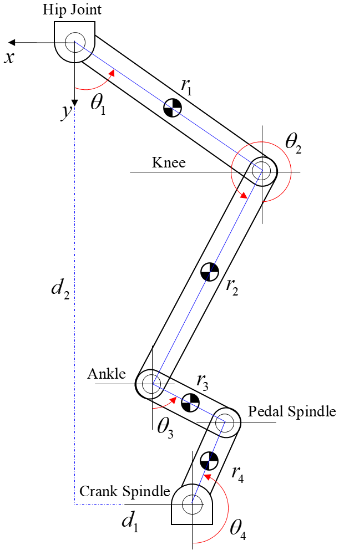 Hip Joint
x
y
θ1
r1
θ2
Knee
d2
r2
Ankle
r3
θ3
Pedal Spindle
r4
Crank Spindle
d1
θ4